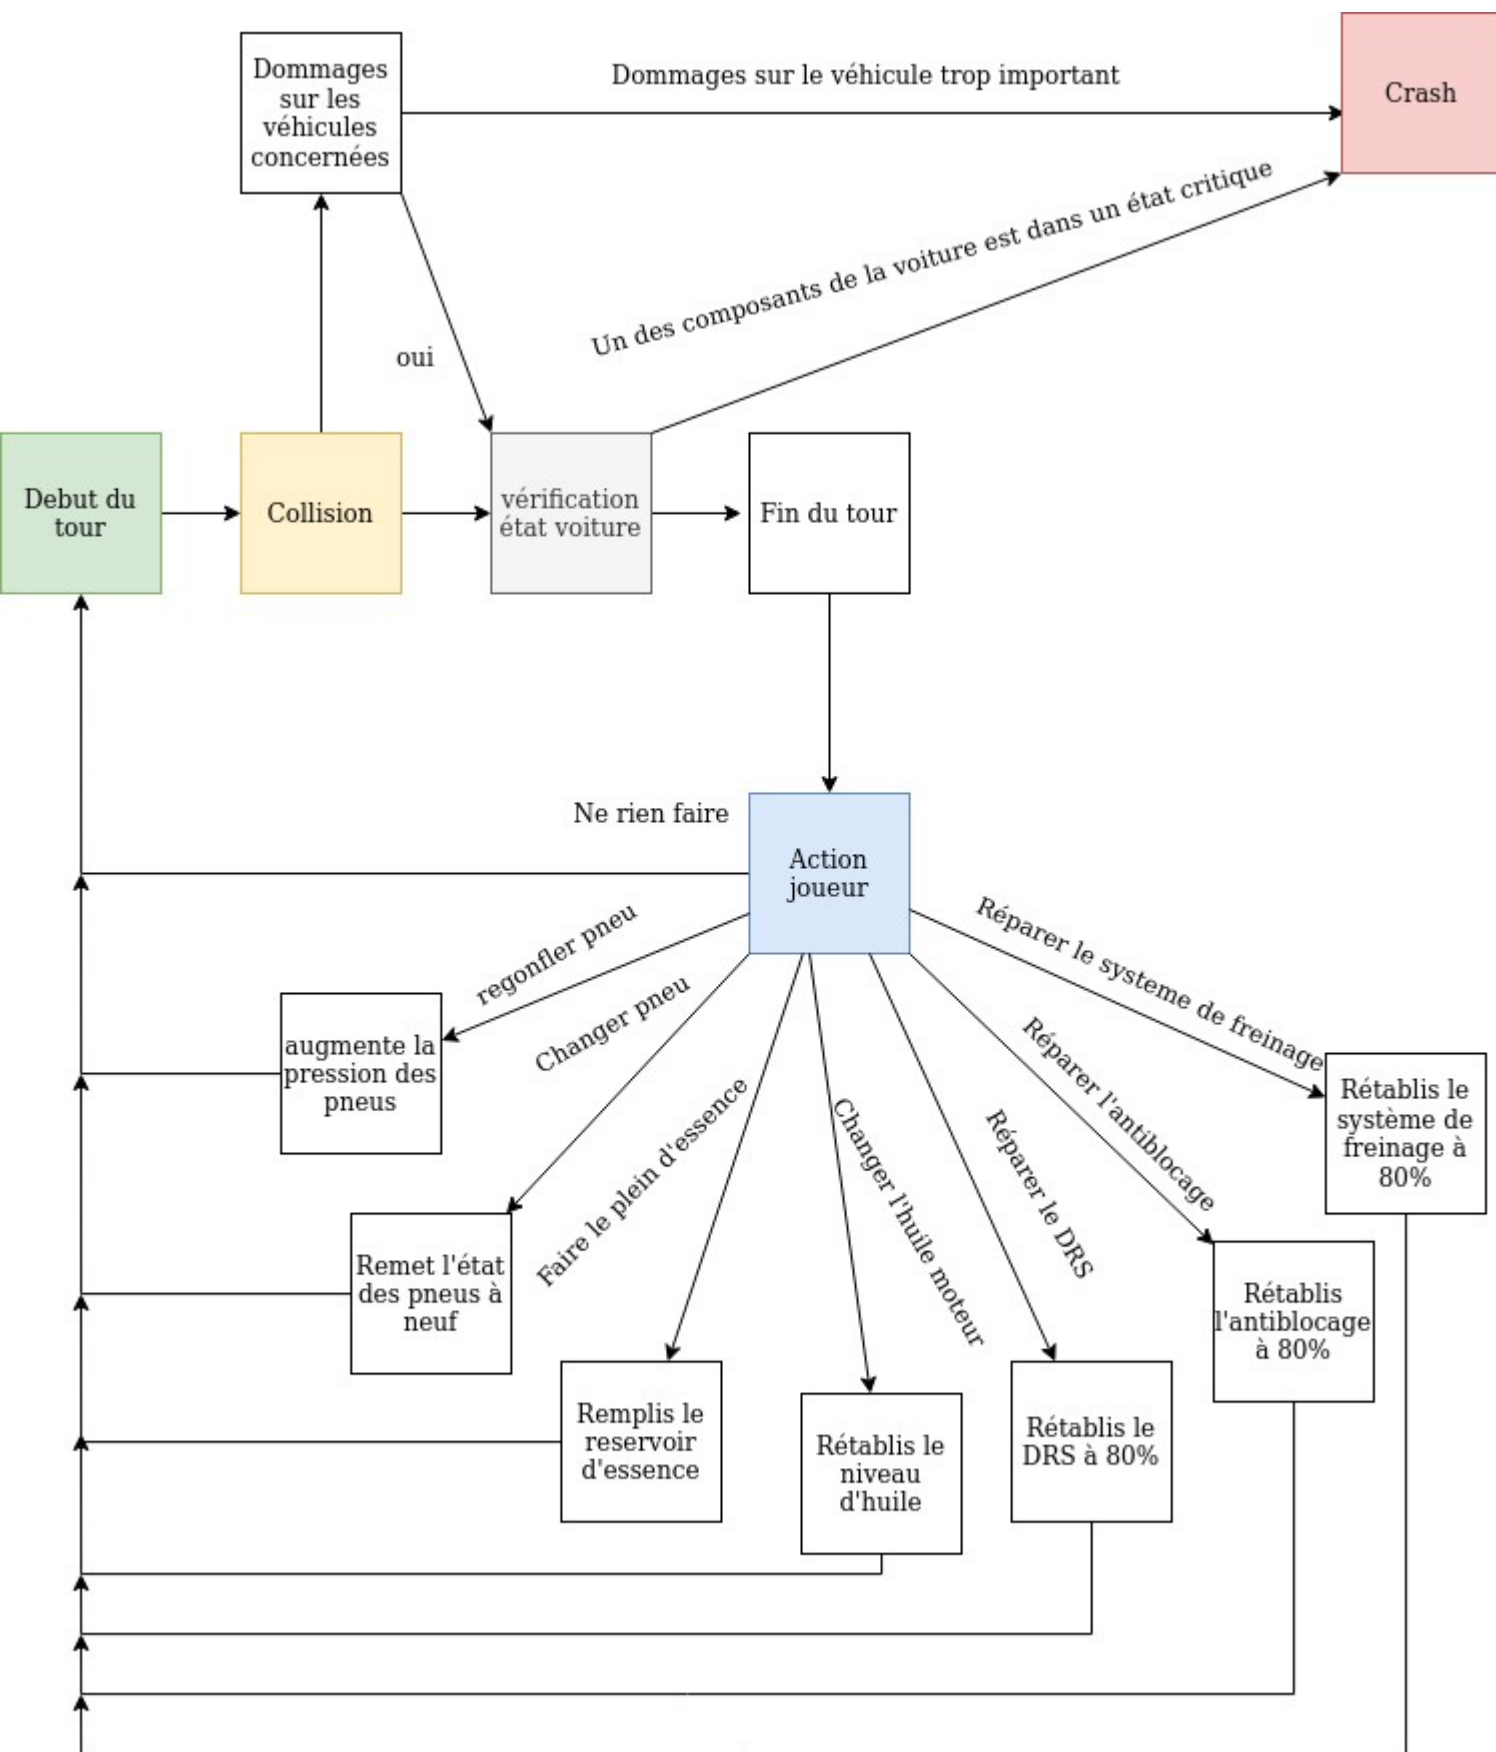 Dommages
sur les
véhicules
concernées
Dommages sur le véhicule trop important
Crash
Un des composants de la voiture est dans un état critique
oui
Debut du
tour
Collision
vérification
état voiture
Fin du tour
Ne rien faire
Action
joueur
regonfler pneu
Changer pneu
Faire le plein d'essence
Changer l'huile moteur
Réparer le DRS
Réparer l'antiblocage
Réparer le systeme de freinage
augmente la
pression des
pneus
Remet l'état
des pneus à
neuf
Remplis le
reservoir
d'essence
Rétablis le
niveau
d'huile
Rétablis le
DRS à 80%
Rétablis
l'antiblocage
à 80%
Rétablis le
système de
freinage à
80%